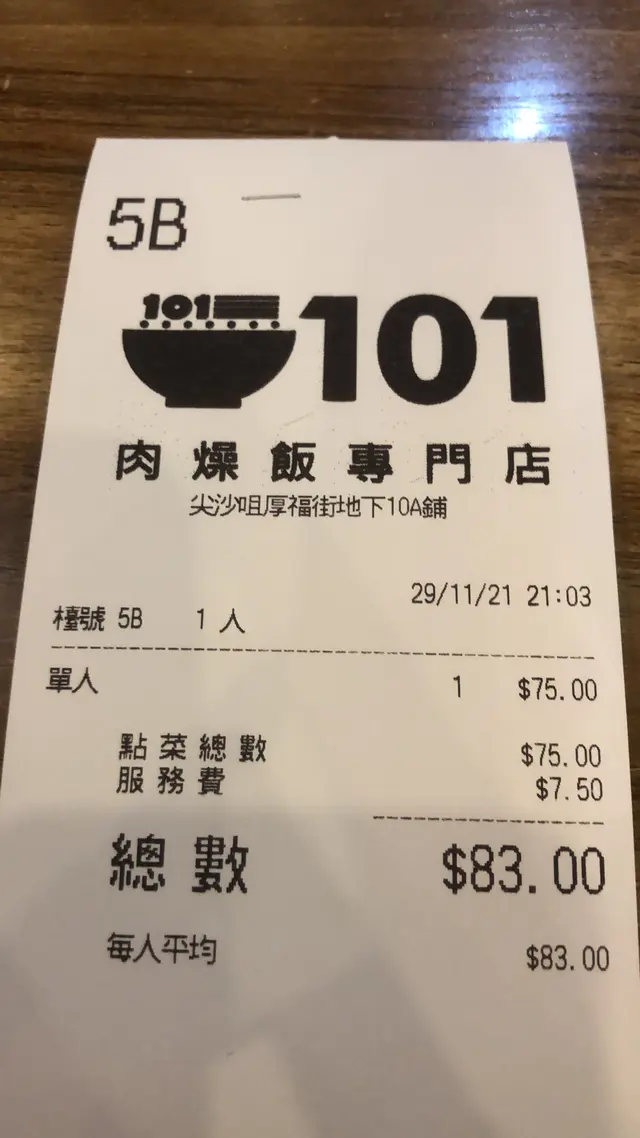 5B
101 101
肉燥飯專門店
尖沙咀厚福街地下10A鋪
29/11/21 21:03
檯號 5B 1 人
單人 1 $75.00
點菜總數 $75.00
服務費 $7.50
總數 $83.00
每人平均 $83.00